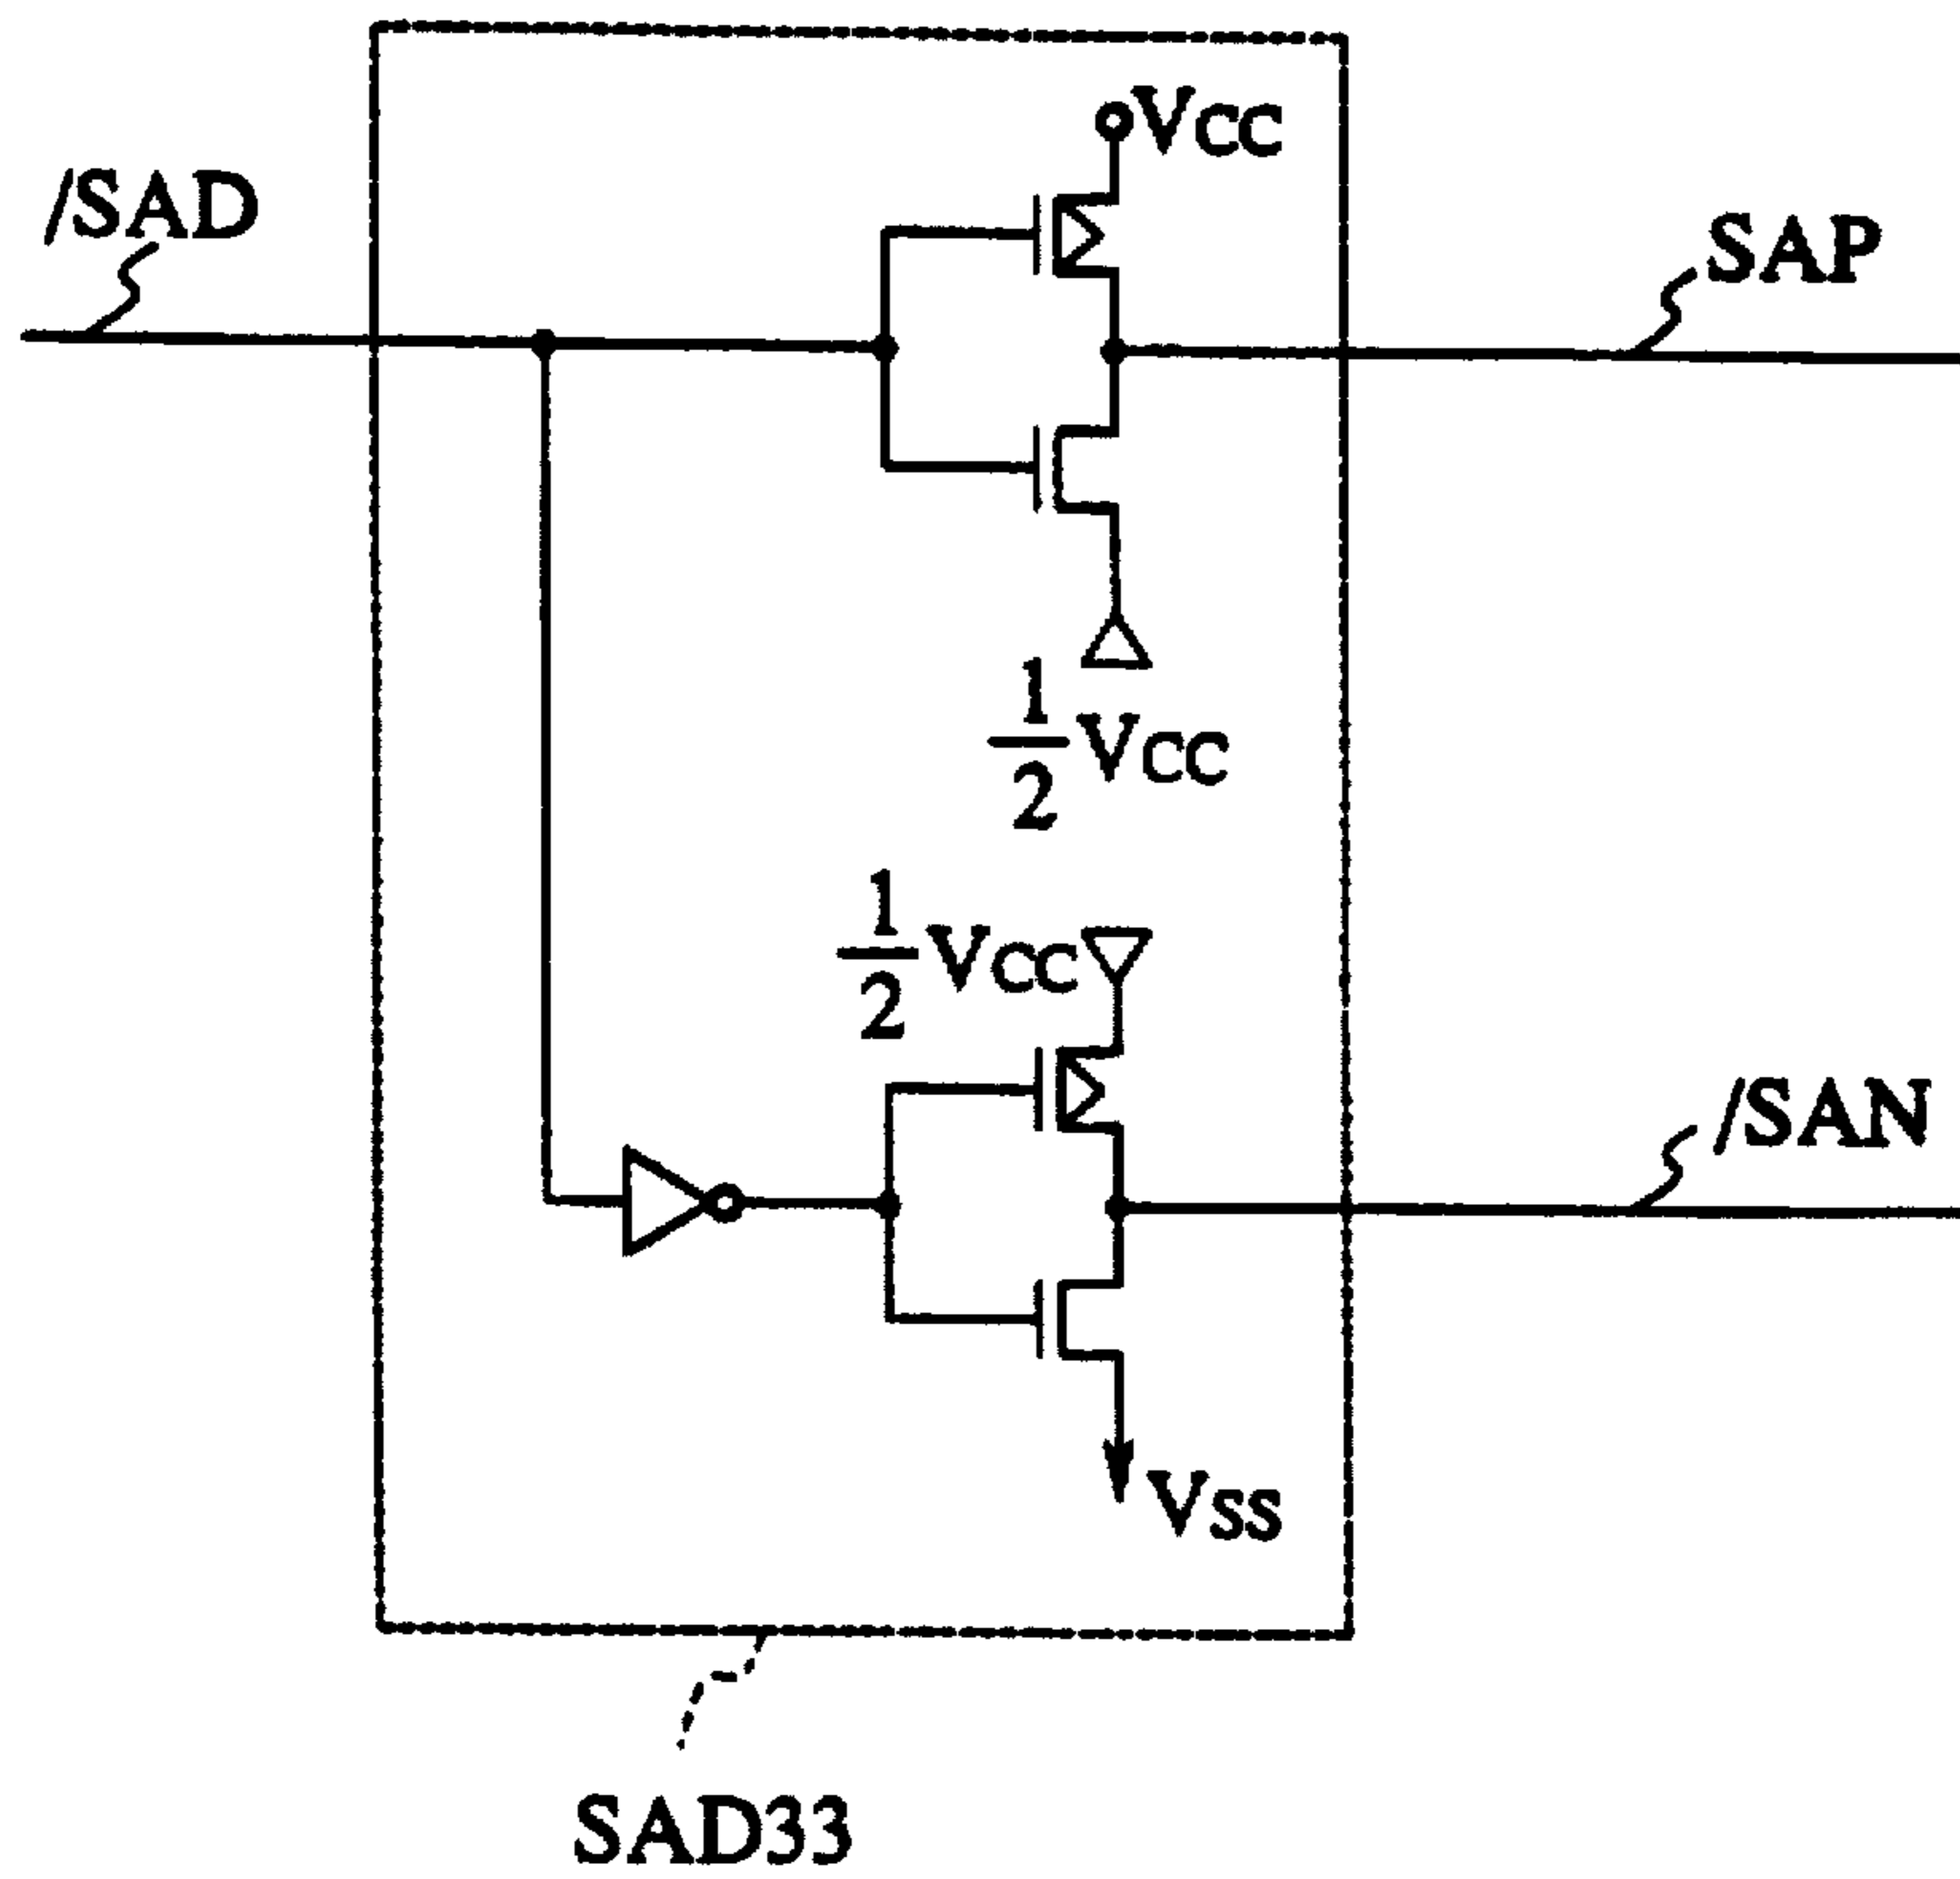 VCC
/SAD
SAP
1/2 VCC
1/2 VCC
/SAN
VSS
SAD33